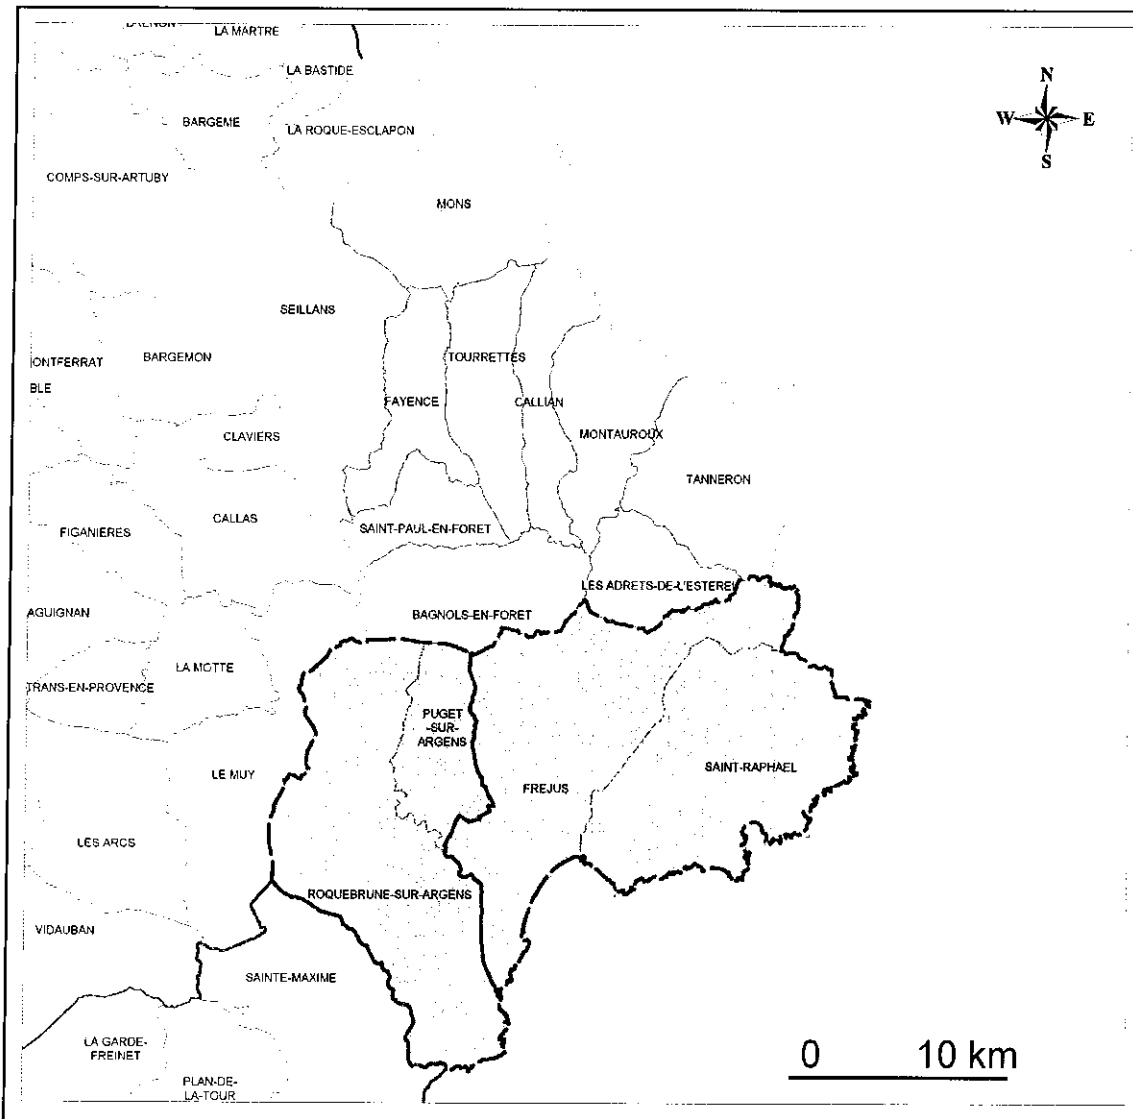 LA MARTRE
LA BASTIDE
N
BARGEME
LA ROQUE-ESCLAPON
W
E
S
COMPS-SUR-ARTUBY
MONS
SEILLANS
ONTFERRAT
BARGEMON
TOURRETTES
BLE
FAYENCE
CALLIAN
CLAVIERS
MONTAUROUX
TANNERON
CALLAS
FIGANIERES
SAINT-PAUL-EN-FORET
LES ADRETS-DE-L'ESTEREL
AGUIGNAN
BAGNOLS-EN-FORET
LA MOTTE
TRANS-EN-PROVENCE
PUGET
-SUR-
ARGENS
LE MUY
SAINT-RAPHAEL
FREJUS
LES ARCS
ROQUEBRUNE-SUR-ARGENS
VIDAUBAN
SAINTE-MAXIME
LA GARDE-
FREINET
0 10 km
PLAN-DE-
LA-TOUR